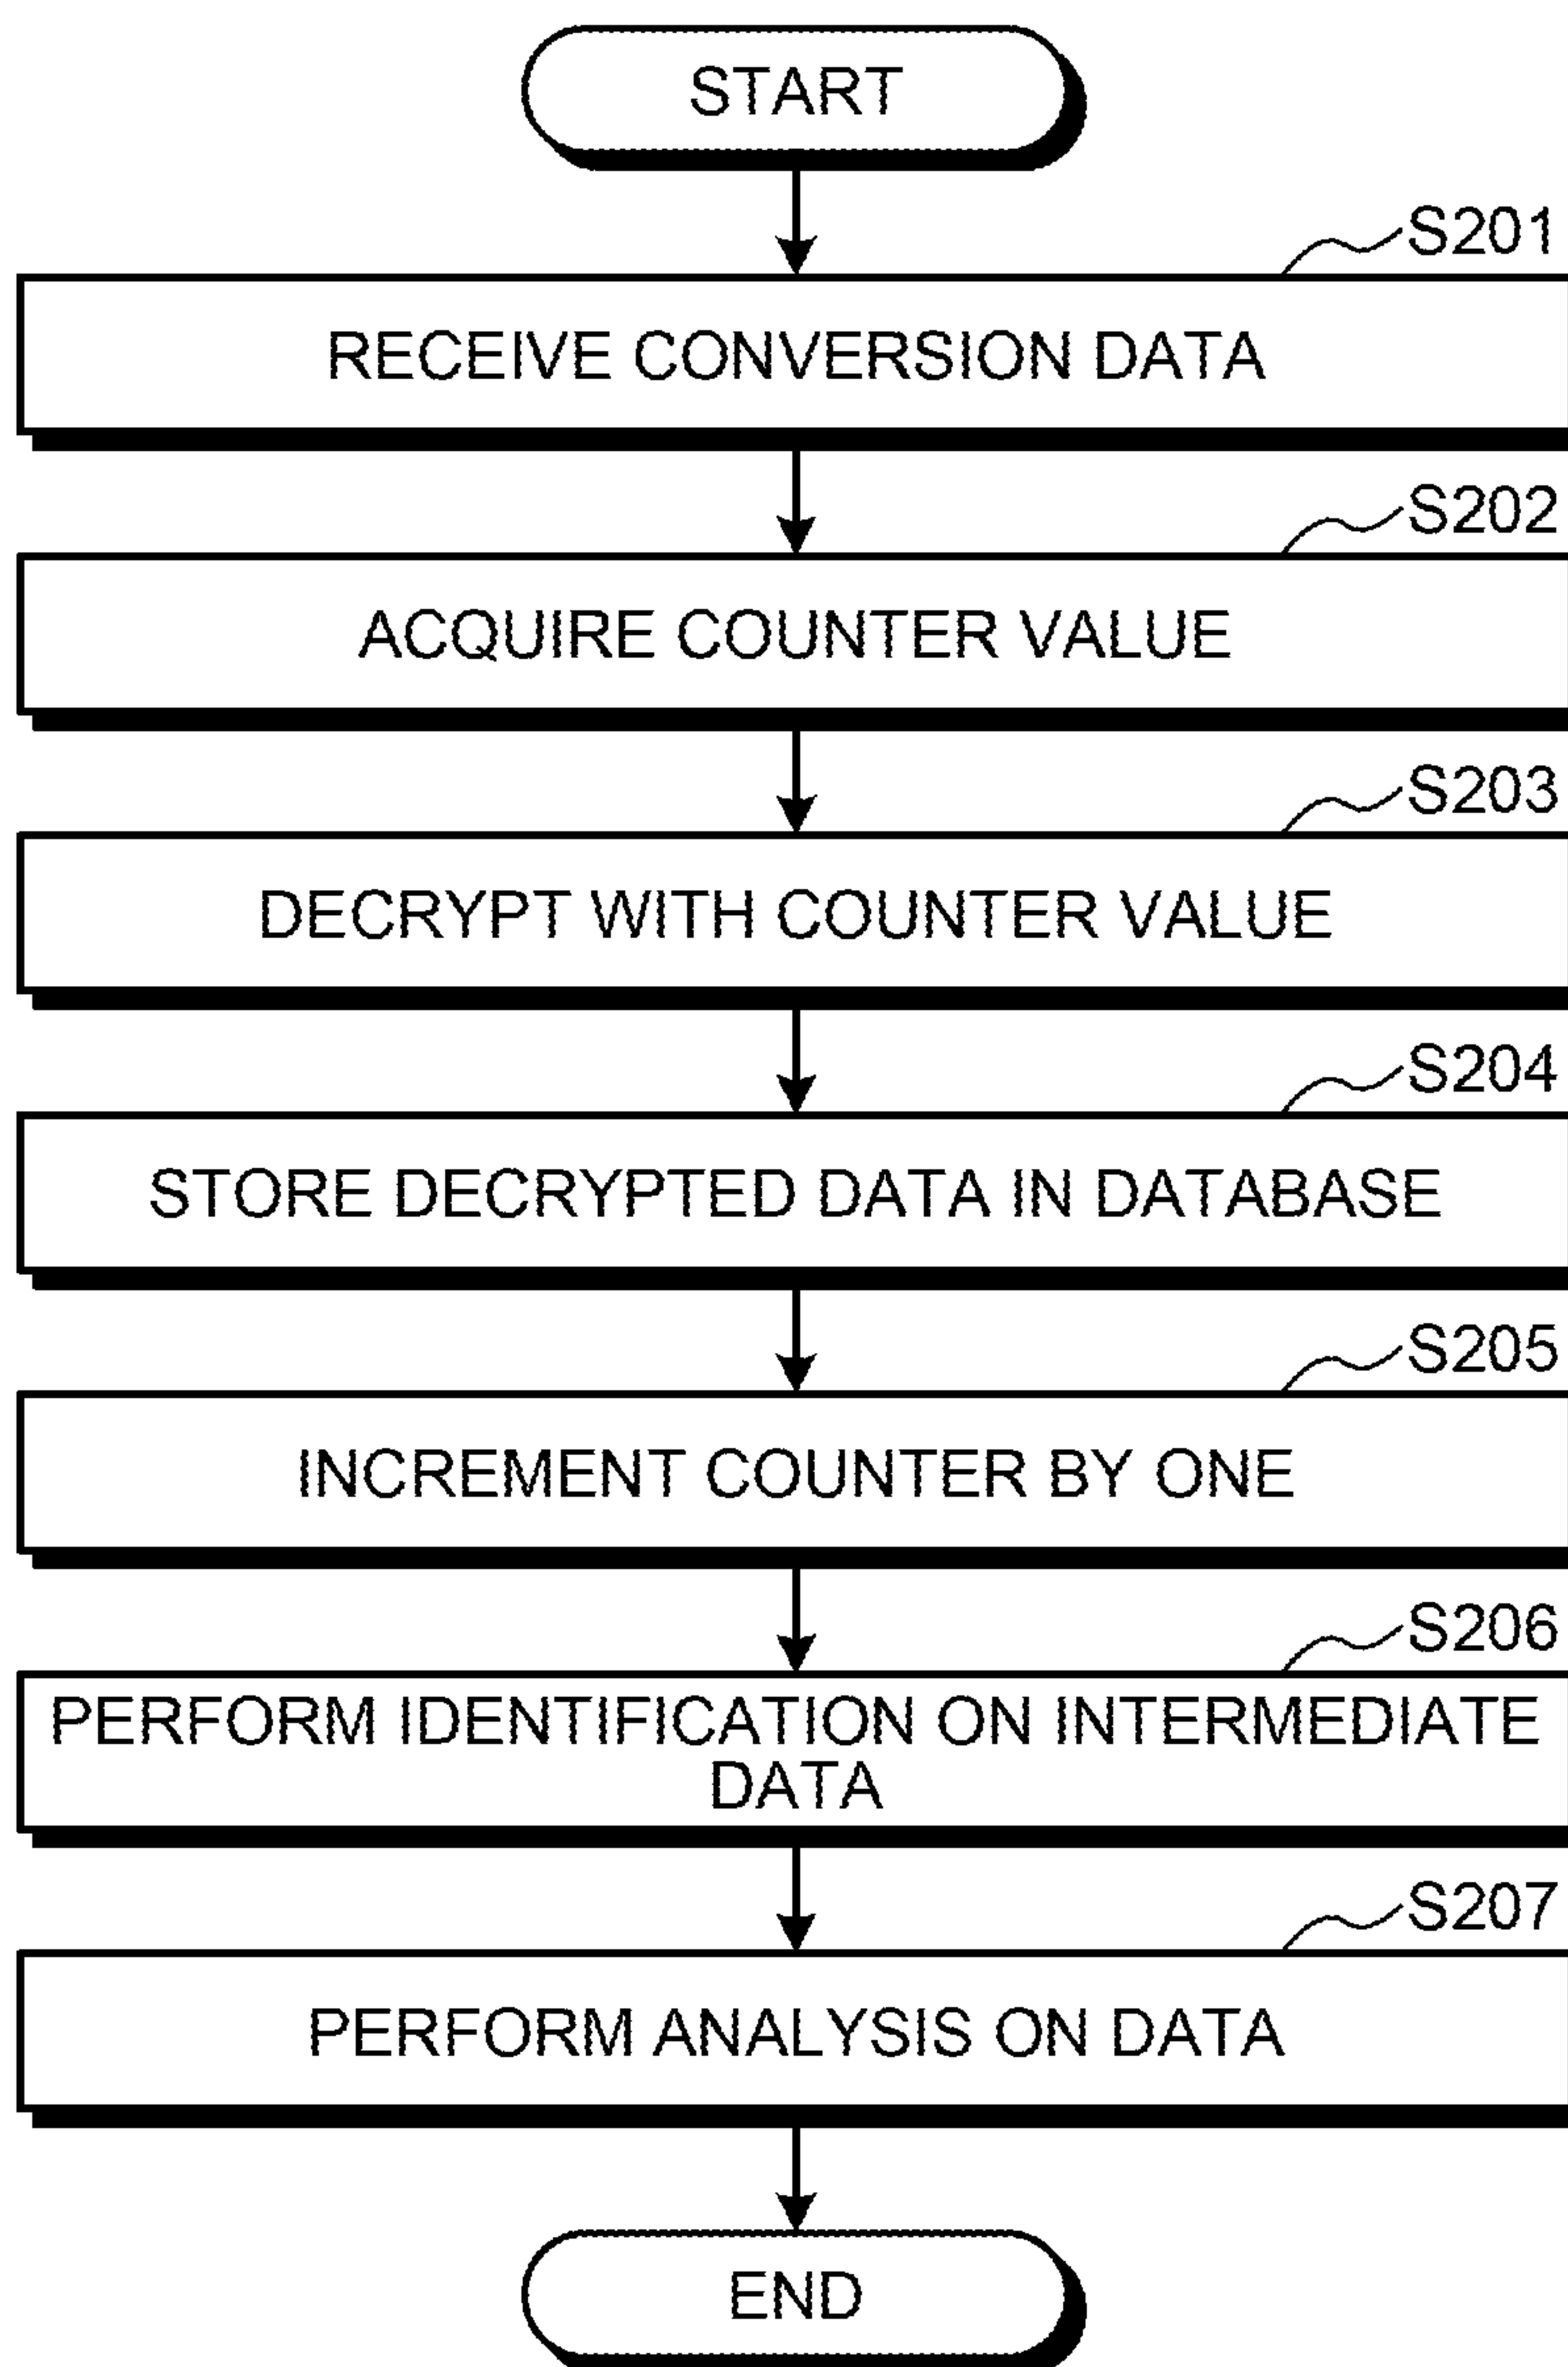 START
S201
RECEIVE CONVERSION DATA
S202
ACQUIRE COUNTER VALUE
S203
DECRYPT WITH COUNTER VALUE
S204
STORE DECRYPTED DATA IN DATABASE
S205
INCREMENT COUNTER BY ONE
S206
PERFORM IDENTIFICATION ON INTERMEDIATE
DATA
S207
PERFORM ANALYSIS ON DATA
END